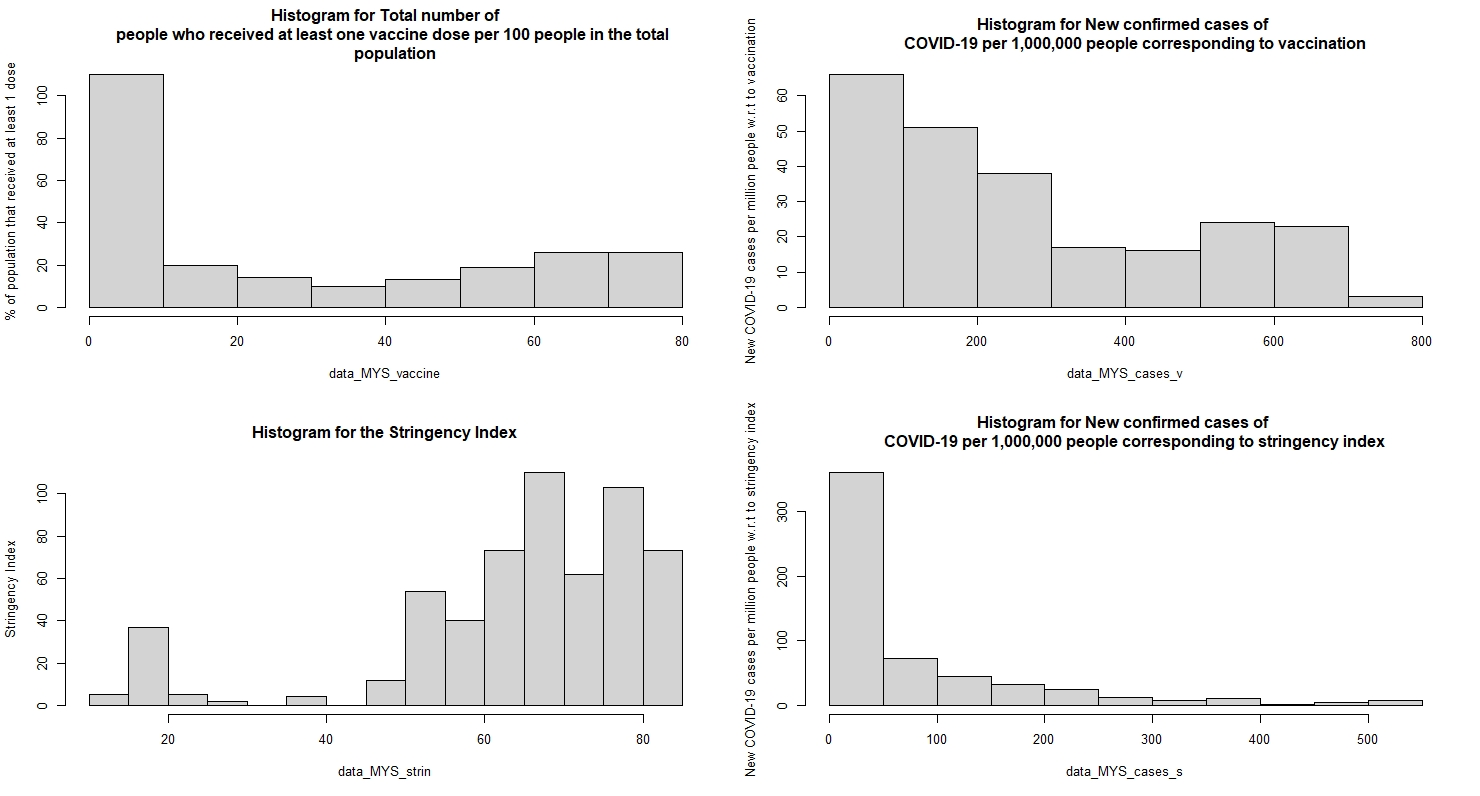 Histogram for Total number of
people who received at least one vaccine dose per 100 people in the total
population
% of population that received at least 1 dose
0 20 40 60 80 100
0 20 40 60 80
data_MYS_vaccine
Histogram for New confirmed cases of
COVID-19 per 1,000,000 people corresponding to vaccination
New COVID-19 cases per million people w.r.t to vaccination
0 10 20 30 40 50 60
0 200 400 600 800
data_MYS_cases_v
Histogram for the Stringency Index
Stringency Index
0 20 40 60 80 100
20 40 60 80
data_MYS_strin
Histogram for New confirmed cases of
COVID-19 per 1,000,000 people corresponding to stringency index
New COVID-19 cases per million people w.r.t to stringency index
0 100 200 300
0 100 200 300 400 500
data_MYS_cases_s